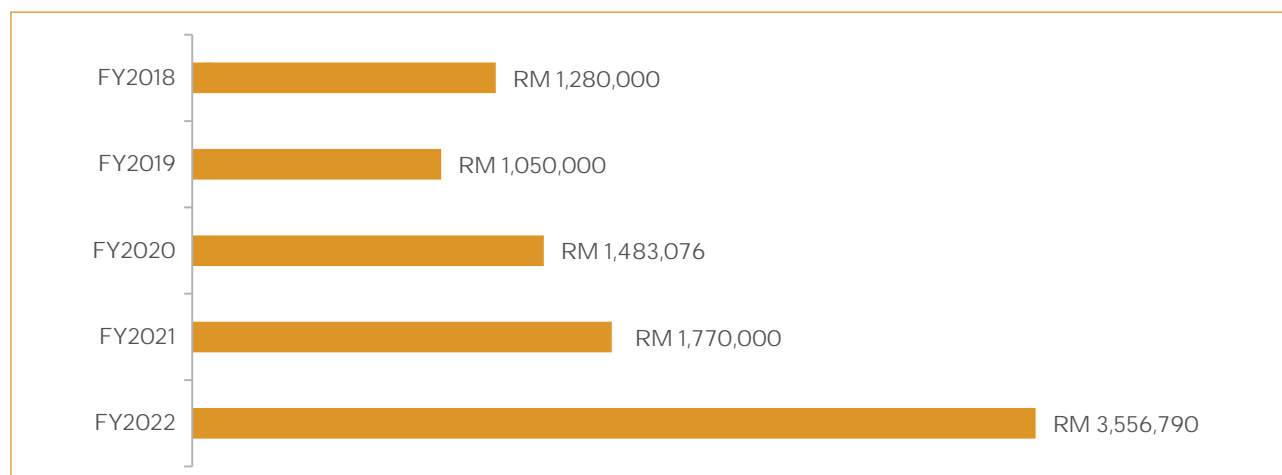 FY2018 RM 1,280,000
FY2019 RM 1,050,000
FY2020 RM 1,483,076
FY2021 RM 1,770,000
FY2022 RM 3,556,790